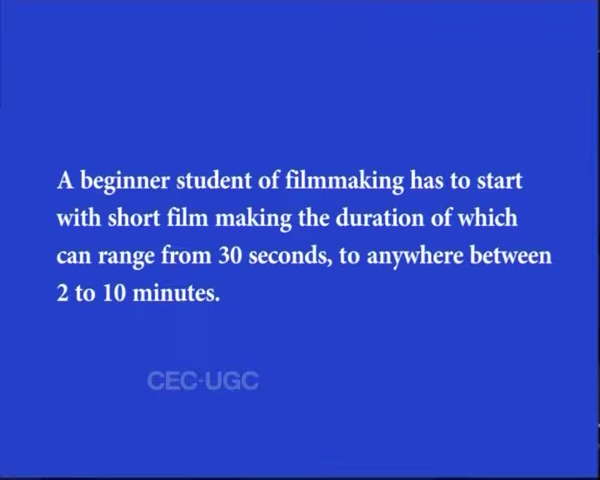 A beginner student of filmmaking has to start
with short film making the duration of which
can range from 30 seconds, to anywhere between
2 to 10 minutes.
CEC-UGC